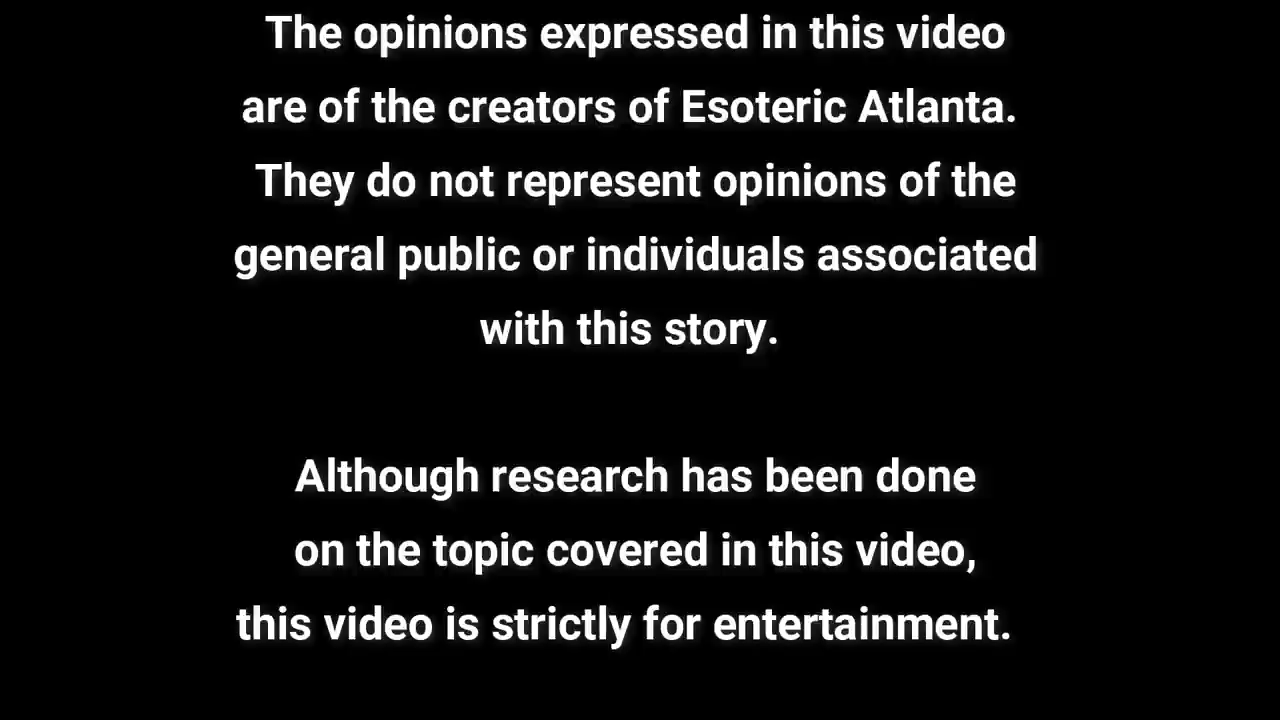 The opinions expressed in this video
are of the creators of Esoteric Atlanta.
They do not represent opinions of the
general public or individuals associated
with this story.
Although research has been done
on the topic covered in this video,
this video is strictly for entertainment.